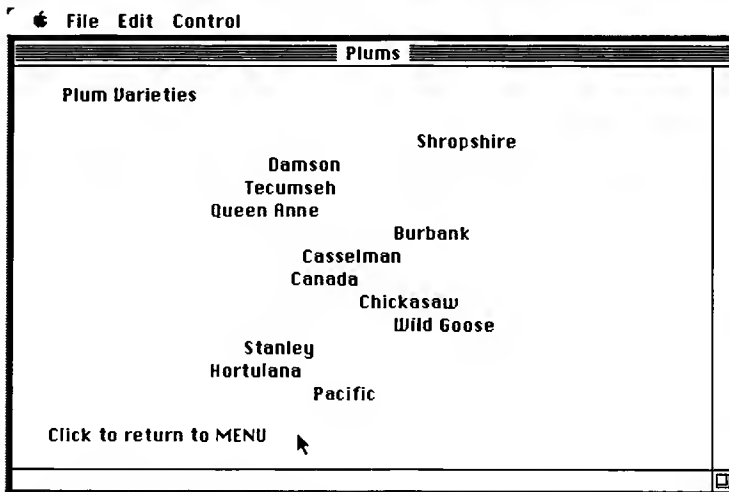 File Edit Control
Plums
Plum Varieties
Shropshire
Damson
Tecumseh
Queen Anne
Burbank
Casselman
Canada
Chickasaw
Wild Goose
Stanley
Hortulana
Pacific
Click to return to MENU